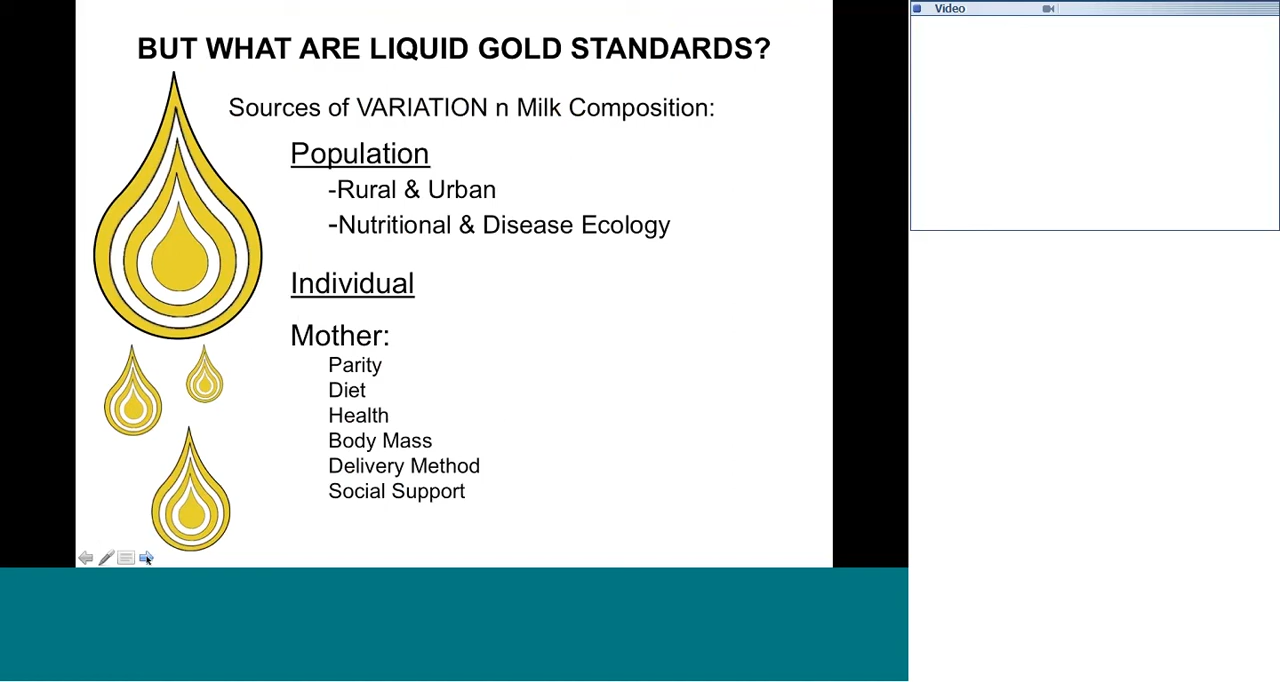 Video
BUT WHAT ARE LIQUID GOLD STANDARDS?
Sources of VARIATION n Milk Composition:
Population
-Rural & Urban
-Nutritional & Disease Ecology
Individual
Mother:
Parity
Diet
Health
Body Mass
Delivery Method
Social Support